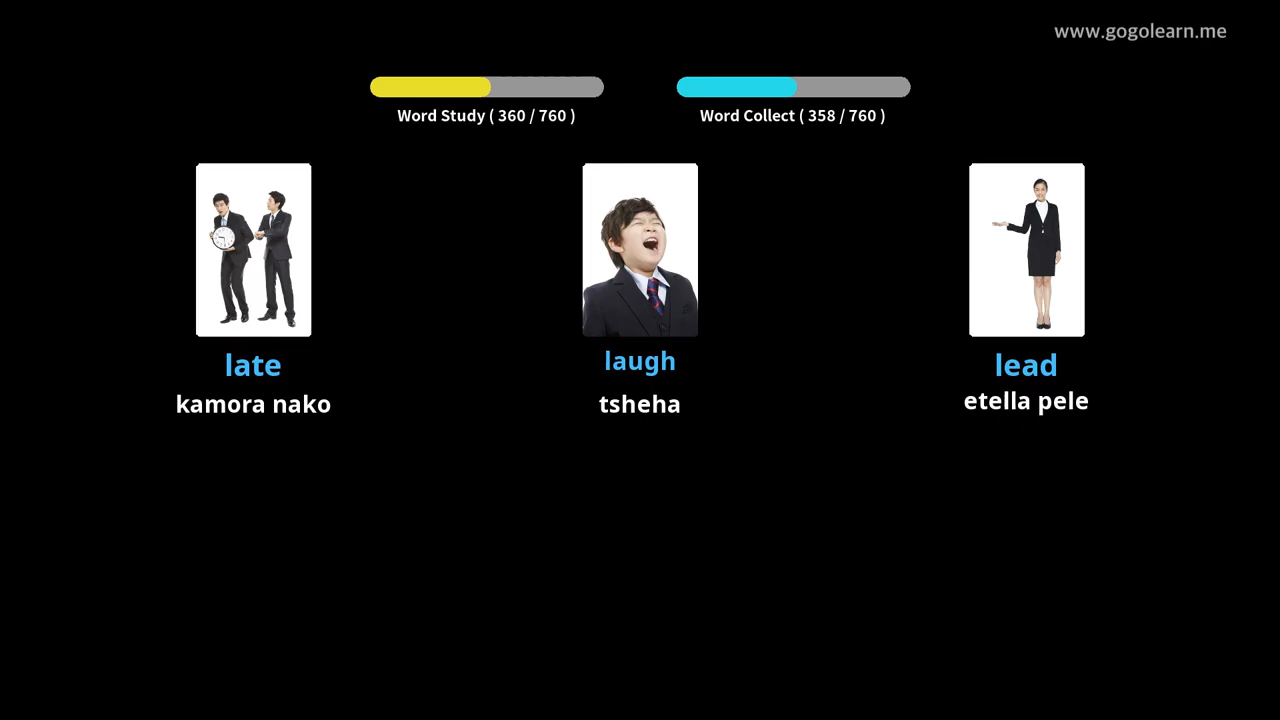 www.gogolearn.me
Word Study ( 360 / 760 )
Word Collect ( 358 / 760 )
late
laugh
lead
kamora nako
tsheha
etella pele